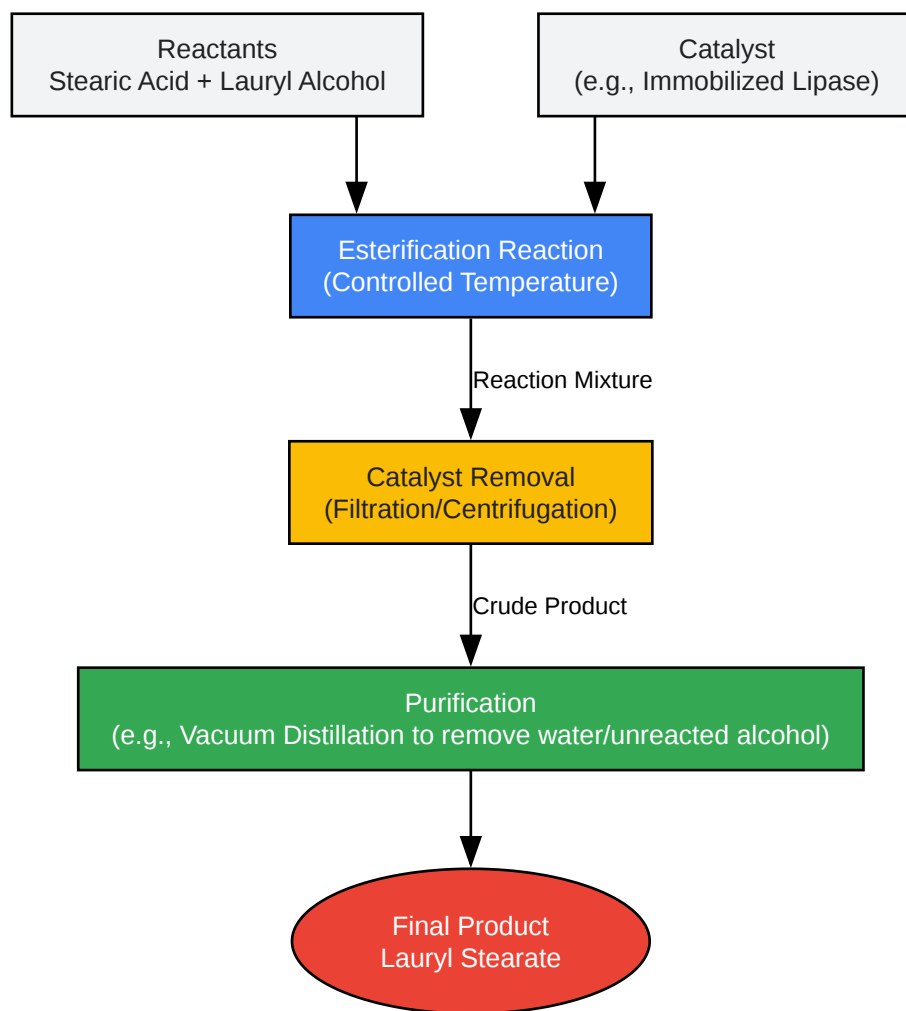 Reactants
Stearic Acid + Lauryl Alcohol
Catalyst
(e.g., Immobilized Lipase)
Esterification Reaction
(Controlled Temperature)
Reaction Mixture
Catalyst Removal
(Filtration/Centrifugation)
Crude Product
Purification
(e.g., Vacuum Distillation to remove water/unreacted alcohol)
Final Product
Lauryl Stearate